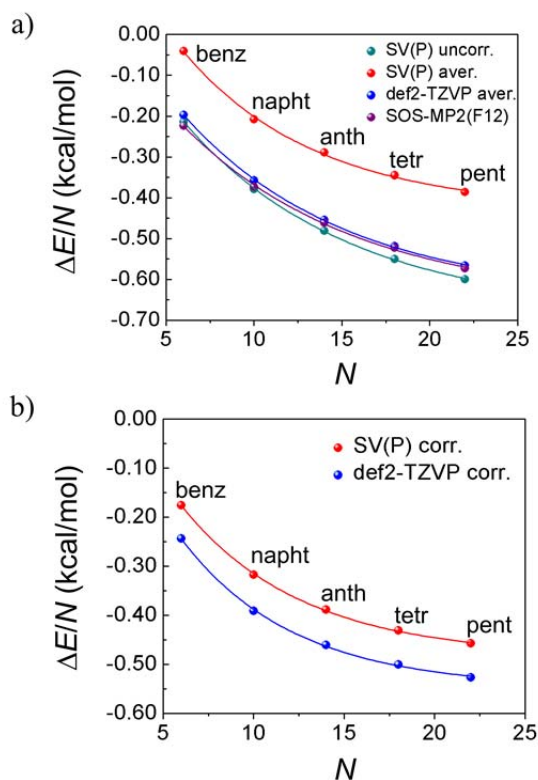 a)
ΔE/N (kcal/mol)
0.00
-0.10
-0.20
-0.30
-0.40
-0.50
-0.60
-0.70
benz
napht
anth
tetr
pent
SV(P) uncorr.
SV(P) aver.
def2-TZVP aver.
SOS-MP2(F12)
5 10 15 20 25
N
b)
ΔE/N (kcal/mol)
0.00
-0.10
-0.20
-0.30
-0.40
-0.50
-0.60
benz
napht
anth
tetr
pent
SV(P) corr.
def2-TZVP corr.
5 10 15 20 25
N